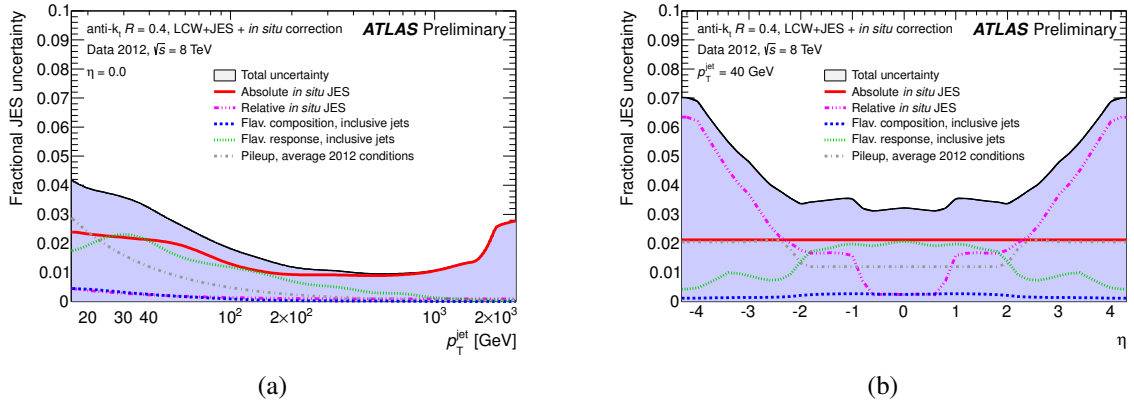 Fractional JES uncertainty
0.1
0.09
0.08
0.07
0.06
0.05
0.04
0.03
0.02
0.01
0
anti-kₜ R = 0.4, LCW+JES + in situ correction
ATLAS Preliminary
Data 2012, √s = 8 TeV
η = 0.0
Total uncertainty
Absolute in situ JES
Relative in situ JES
Flav. composition, inclusive jets
Flav. response, inclusive jets
Pileup, average 2012 conditions
20 30 40 10² 2×10² 10³ 2×10³
p_T^jet [GeV]
(a)
Fractional JES uncertainty
0.1
0.09
0.08
0.07
0.06
0.05
0.04
0.03
0.02
0.01
0
anti-kₜ R = 0.4, LCW+JES + in situ correction
ATLAS Preliminary
Data 2012, √s = 8 TeV
p_T^jet = 40 GeV
Total uncertainty
Absolute in situ JES
Relative in situ JES
Flav. composition, inclusive jets
Flav. response, inclusive jets
Pileup, average 2012 conditions
-4 -3 -2 -1 0 1 2 3 4
η
(b)